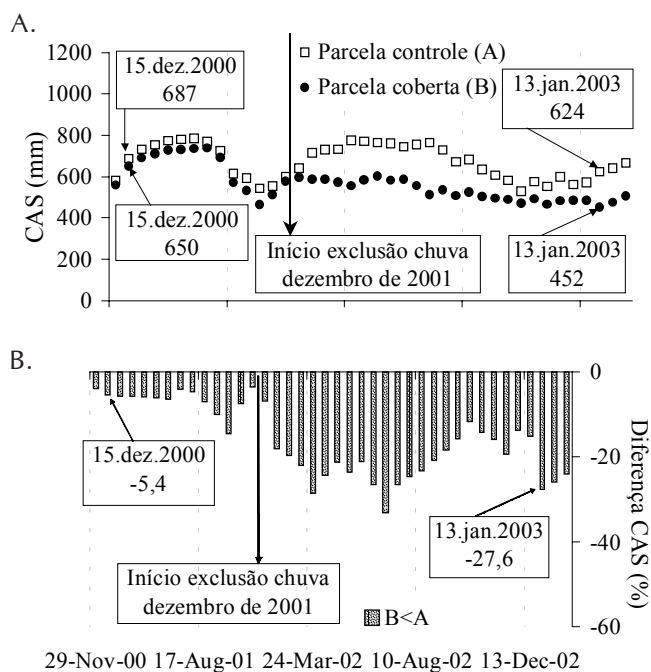 A.
1200
1000
800
600
400
200
0
CAS (mm)
15.dez.2000
687
15.dez.2000
650
Parcela controle (A)
Parcela coberta (B)
13.jan.2003
624
Início exclusão chuva
dezembro de 2001
13.jan.2003
452
B.
0
-20
-40
-60
Diferença CAS (%)
15.dez.2000
-5,4
Início exclusão chuva
dezembro de 2001
13.jan.2003
-27,6
B<A
29-Nov-00 17-Aug-01 24-Mar-02 10-Aug-02 13-Dec-02